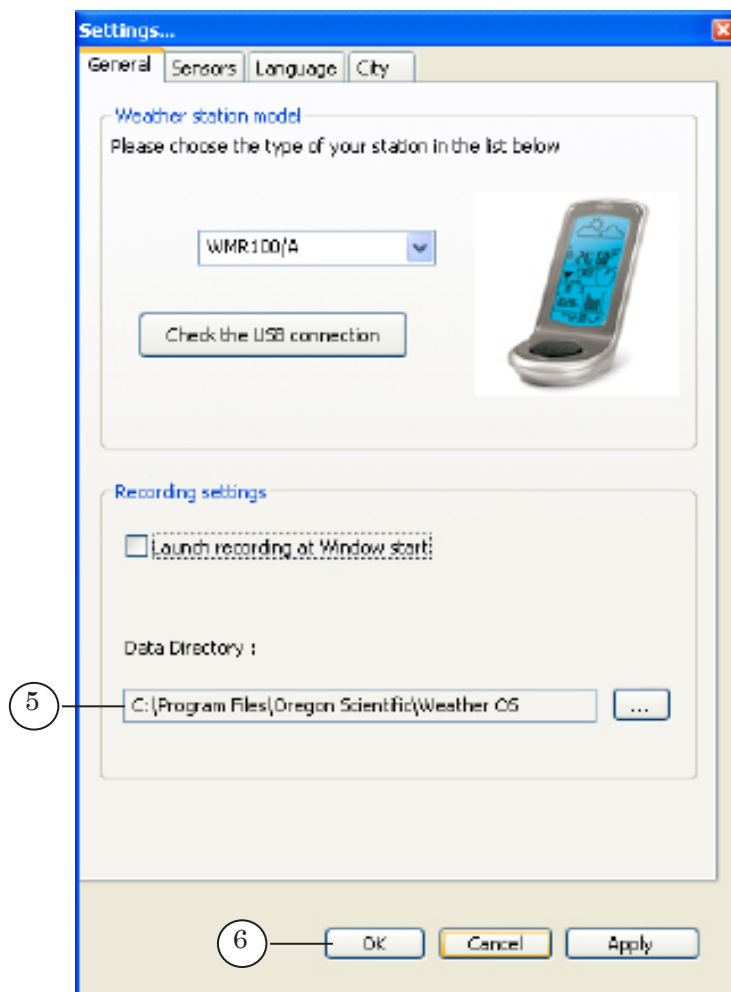 Settings...
General Sensors Language City
Weather station model
Please choose the type of your station in the list below
WMR100/A
Check the USB connection
Recording settings
Launch recording at Window start
Data Directory :
5
C:\Program Files\Oregon Scientific\Weather OS
...
6
OK Cancel Apply